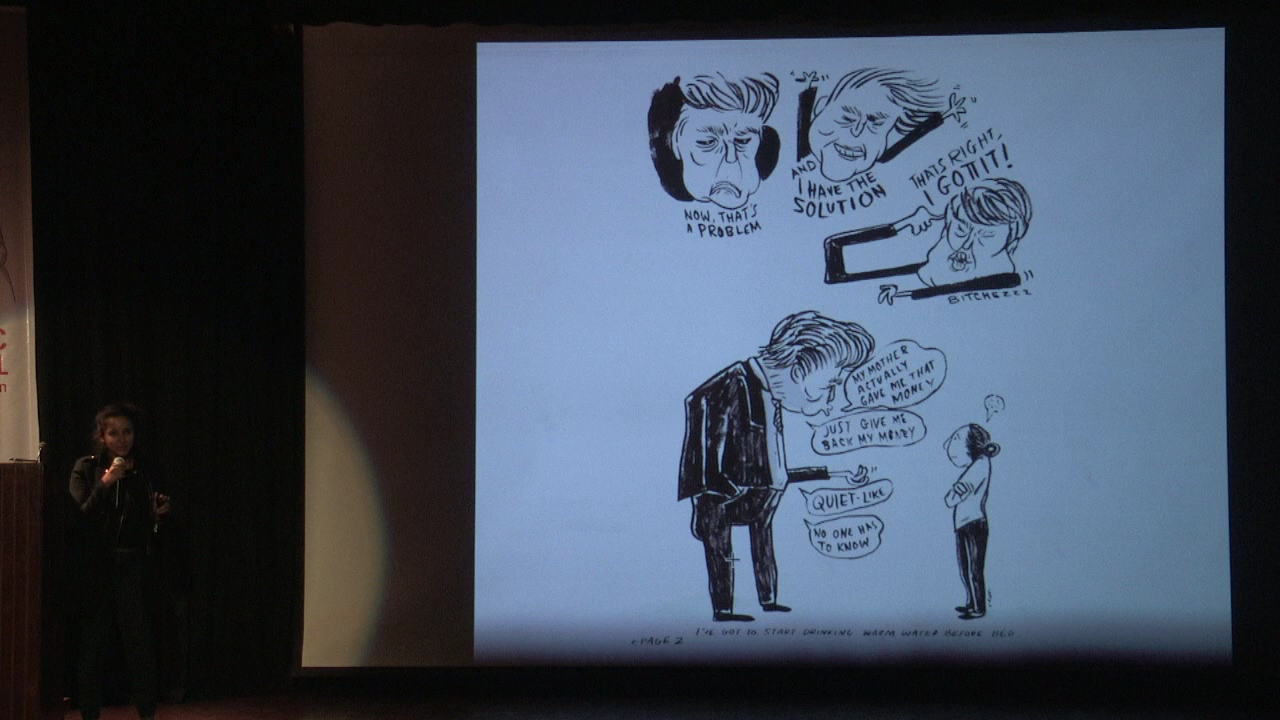 NOW, THAT'S
A PROBLEM
AND
I HAVE THE
SOLUTION
THATS RIGHT,
I GOTTIT!
BITCHEZZZ
MY MOTHER
ACTUALLY
GAVE ME THAT
MONEY
JUST GIVE ME
BACK MY MONEY
QUIET-LIKE
NO ONE HAS
TO KNOW
I'VE GOT TO START DRINKING WARM WATER BEFORE BED
PAGE 2